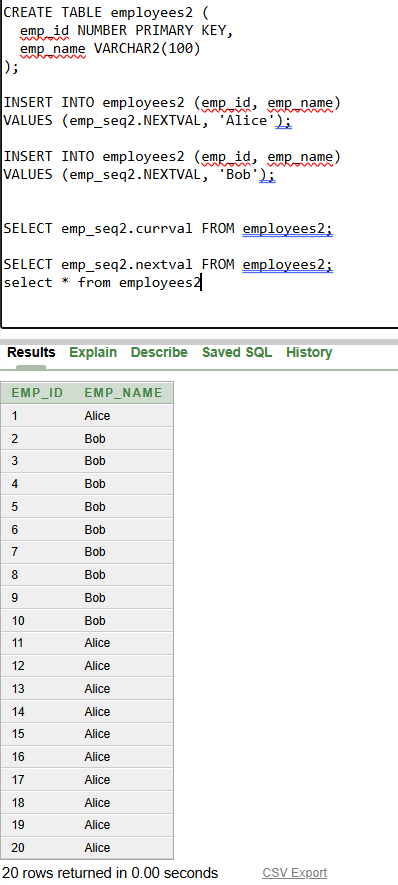 CREATE TABLE employees2 (
  emp_id NUMBER PRIMARY KEY,
  emp_name VARCHAR2(100)
);

INSERT INTO employees2 (emp_id, emp_name)
VALUES (emp_seq2.NEXTVAL, 'Alice');

INSERT INTO employees2 (emp_id, emp_name)
VALUES (emp_seq2.NEXTVAL, 'Bob');

SELECT emp_seq2.currval FROM employees2;

SELECT emp_seq2.nextval FROM employees2;
select * from employees2
Results Explain Describe Saved SQL History
EMP_ID EMP_NAME
1 Alice
2 Bob
3 Bob
4 Bob
5 Bob
6 Bob
7 Bob
8 Bob
9 Bob
10 Bob
11 Alice
12 Alice
13 Alice
14 Alice
15 Alice
16 Alice
17 Alice
18 Alice
19 Alice
20 Alice
20 rows returned in 0.00 seconds CSV Export